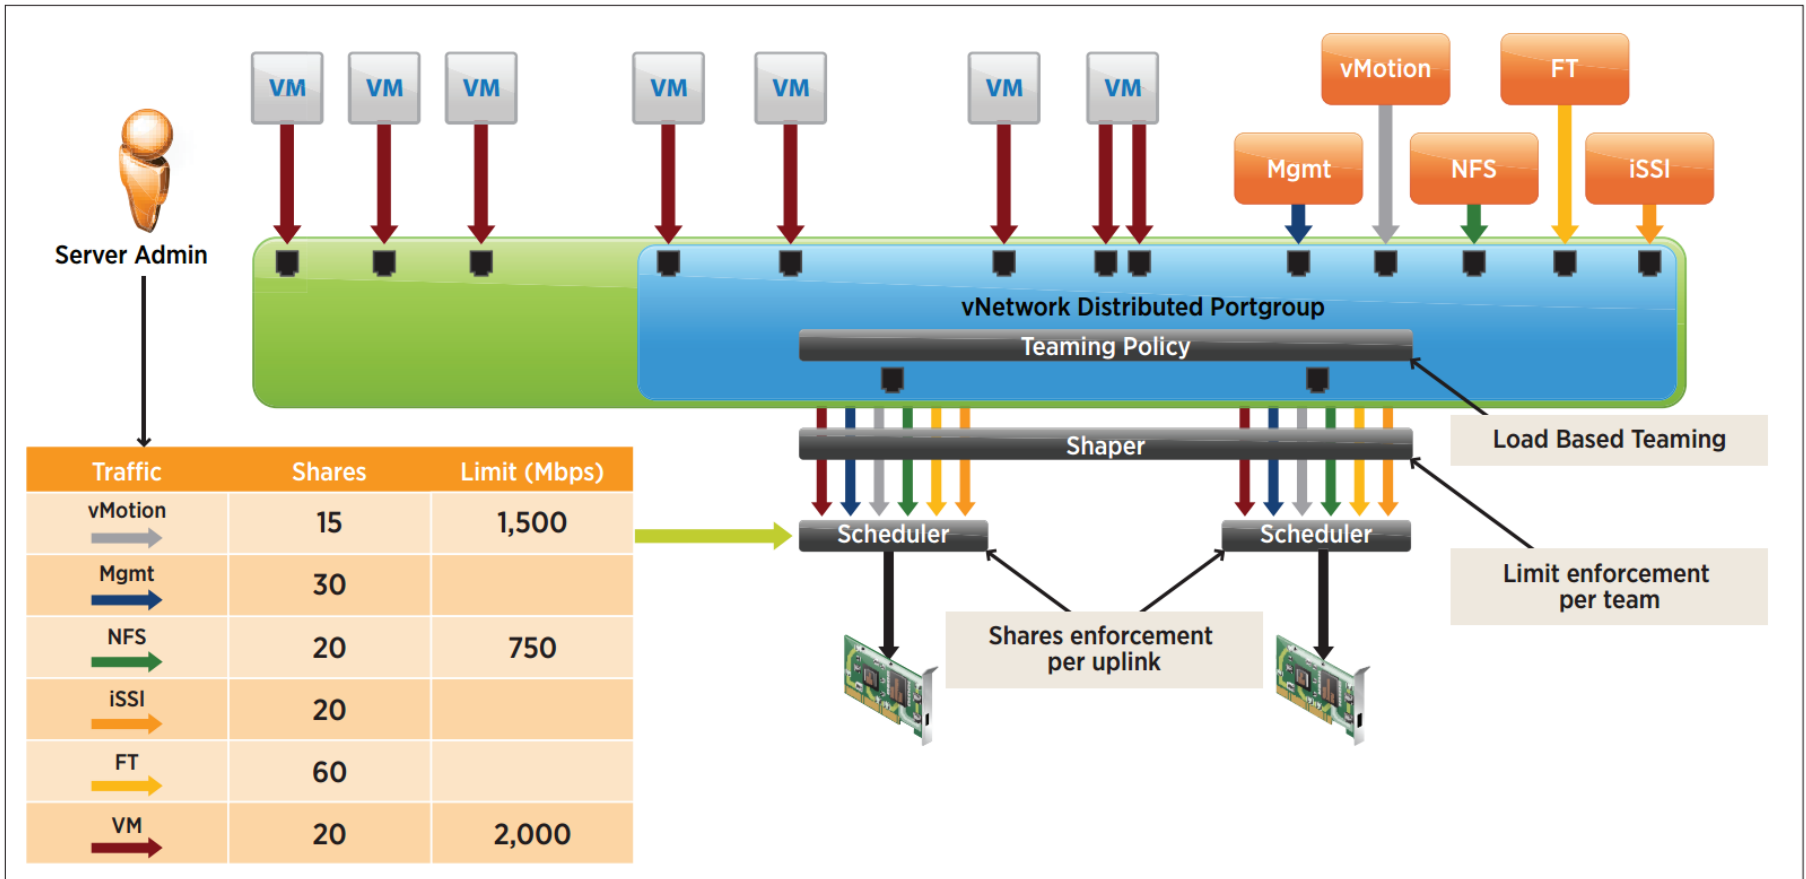 VM
VM
VM
VM
VM
VM
VM
vMotion
FT
Mgmt
NFS
iSSI
Server Admin
vNetwork Distributed Portgroup
Teaming Policy
Load Based Teaming
Shaper
Scheduler
Scheduler
Limit enforcement
per team
Shares enforcement
per uplink
Traffic Shares Limit (Mbps)
vMotion 15 1,500
Mgmt 30
NFS 20 750
iSSI 20
FT 60
VM 20 2,000